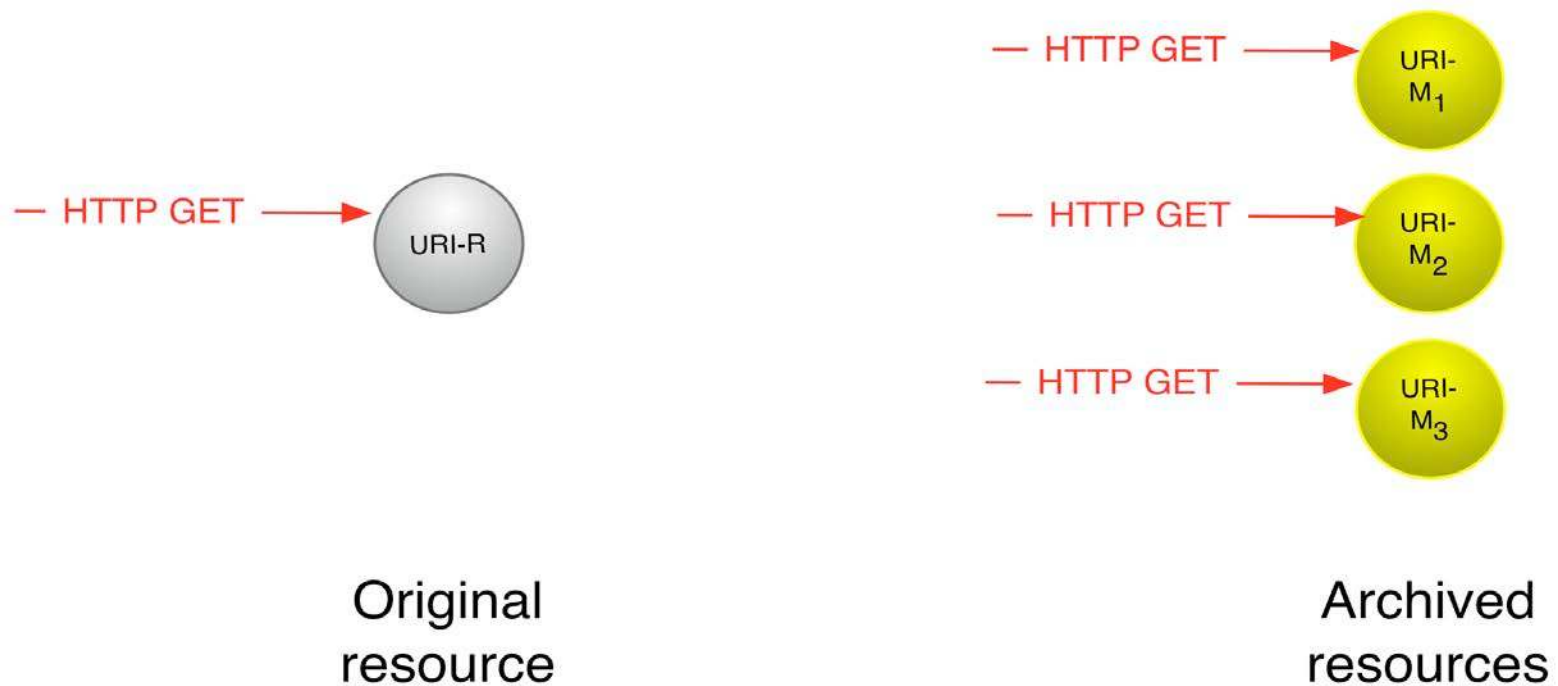 HTTP GET
URI-R
HTTP GET
URI-
M1
HTTP GET
URI-
M2
HTTP GET
URI-
M3
Original
resource
Archived
resources